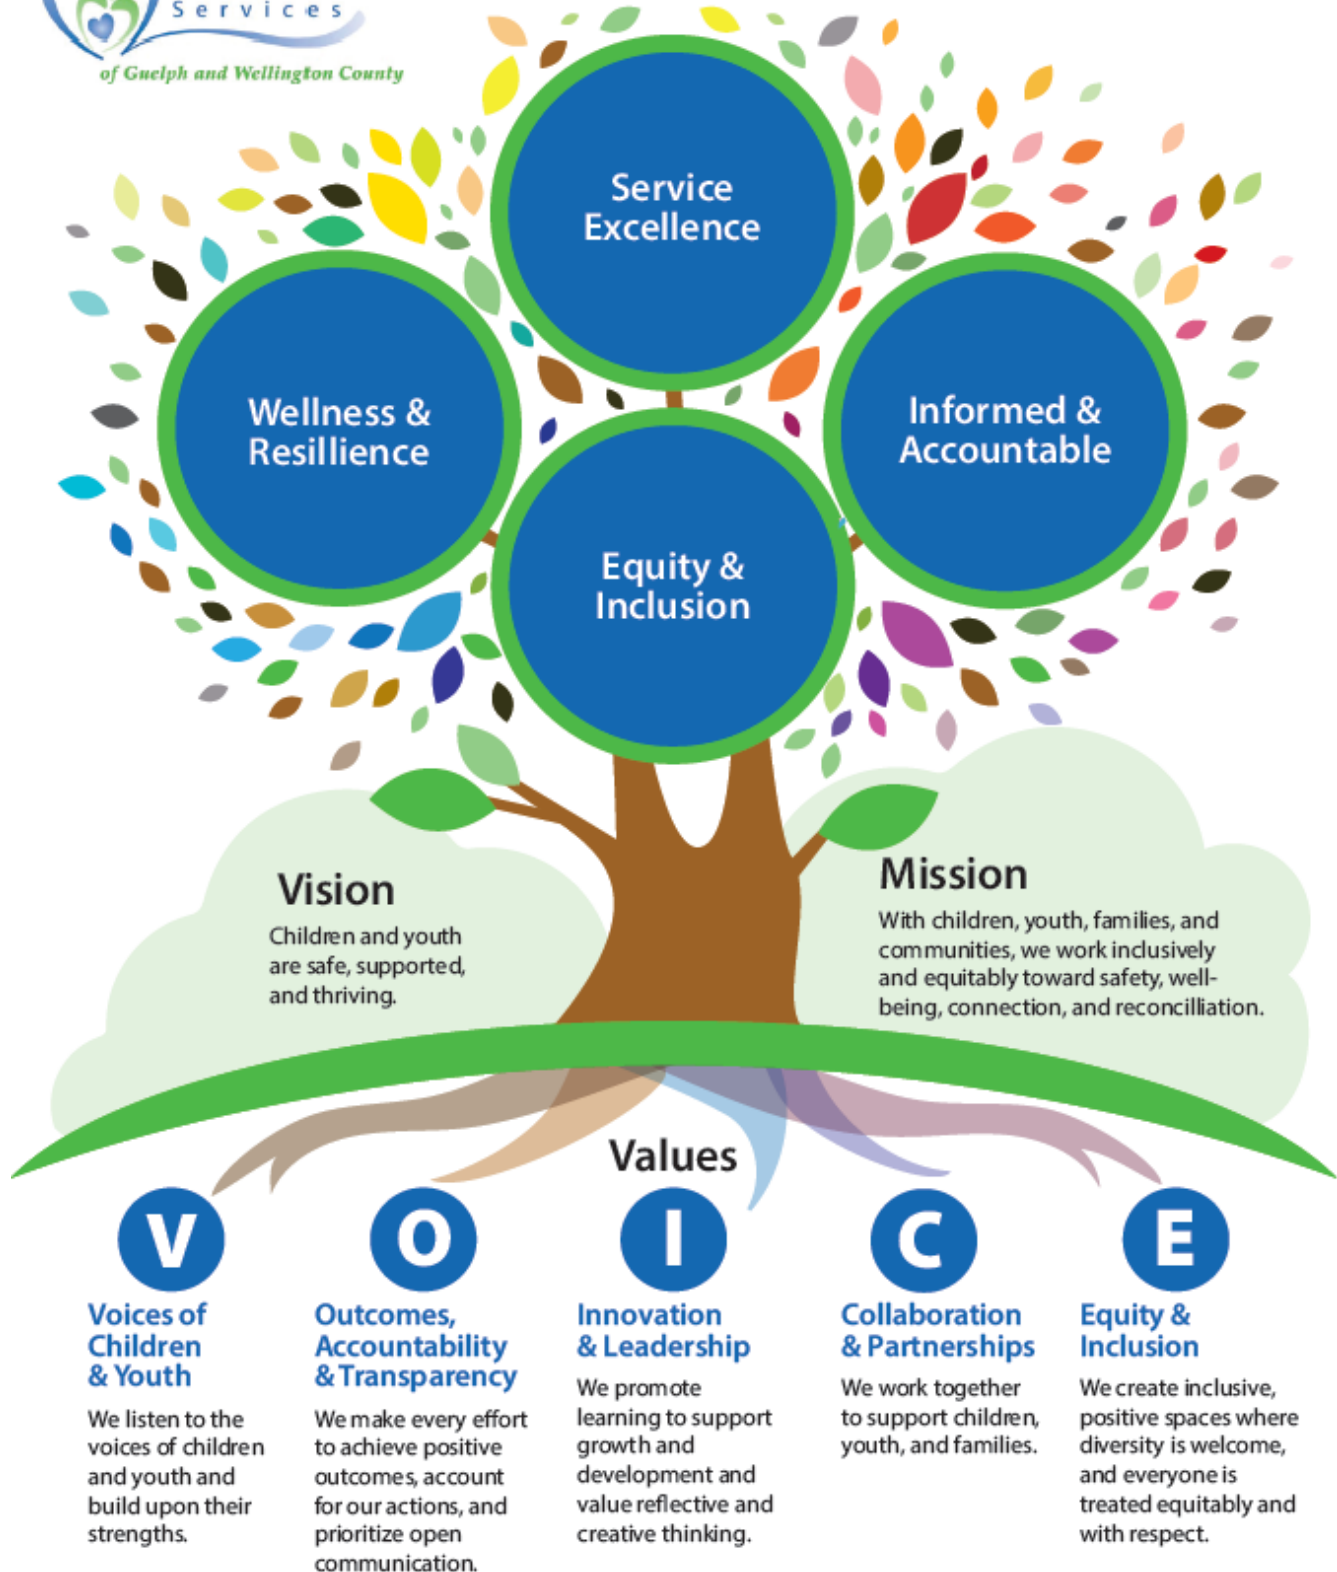 Services
of Guelph and Wellington County
Service
Excellence
Wellness &
Resillience
Informed &
Accountable
Equity &
Inclusion
Vision
Children and youth
are safe, supported,
and thriving.
Mission
With children, youth, families, and
communities, we work inclusively
and equitably toward safety, well-
being, connection, and reconcilliation.
Values
V
Voices of
Children
& Youth
We listen to the
voices of children
and youth and
build upon their
strengths.
O
Outcomes,
Accountability
& Transparency
We make every effort
to achieve positive
outcomes, account
for our actions, and
prioritize open
communication.
I
Innovation
& Leadership
We promote
learning to support
growth and
development and
value reflective and
creative thinking.
C
Collaboration
& Partnerships
We work together
to support children,
youth, and families.
E
Equity &
Inclusion
We create inclusive,
positive spaces where
diversity is welcome,
and everyone is
treated equitably and
with respect.